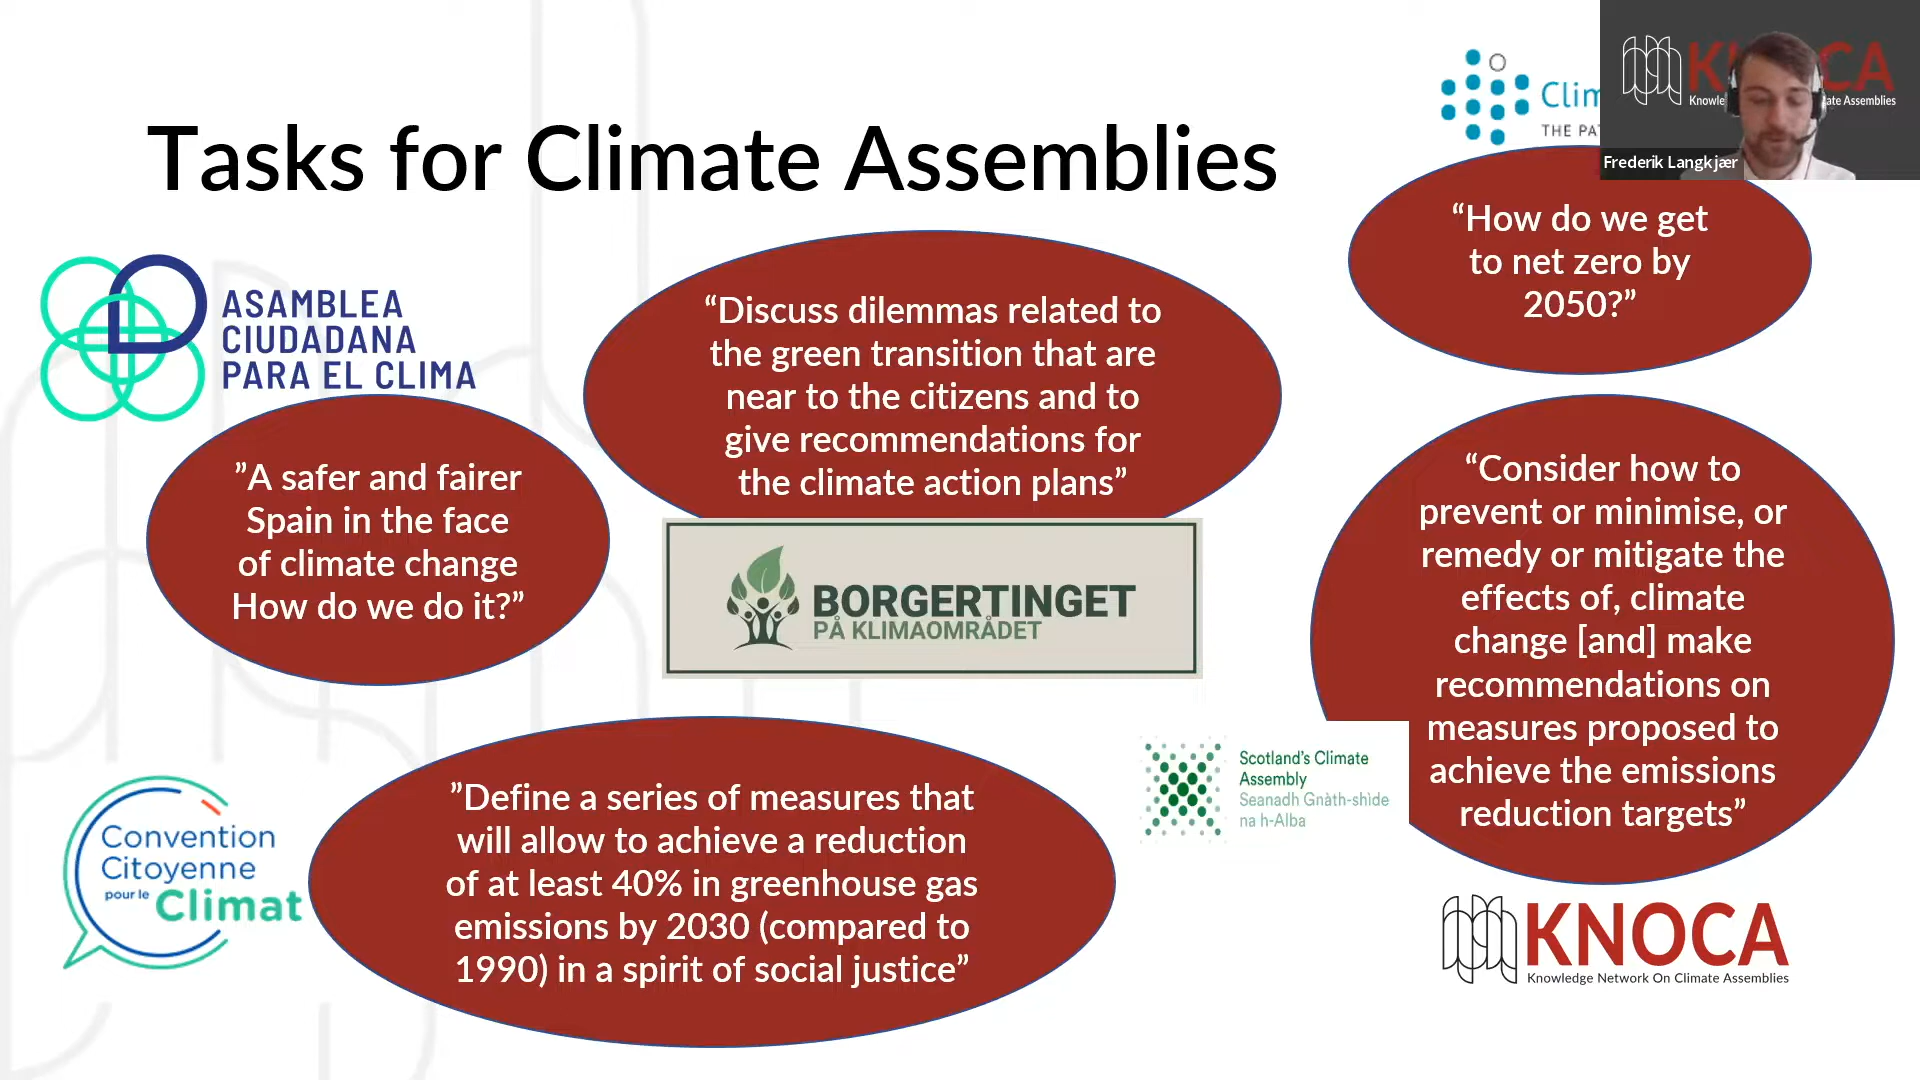 Tasks for Climate Assemblies
THE
KNOCA
ate Assemblies
Frederik Langkjær
“How do we get
to net zero by
2050?”
ASAMBLEA
CIUDADANA
PARA EL CLIMA
”A safer and fairer
Spain in the face
of climate change
How do we do it?”
“Discuss dilemmas related to
the green transition that are
near to the citizens and to
give recommendations for
the climate action plans”
BORGERTINGET
PÅ KLIMAOMRÅDET
“Consider how to
prevent or minimise, or
remedy or mitigate the
effects of, climate
change [and] make
recommendations on
measures proposed to
achieve the emissions
reduction targets”
Scotland’s Climate
Assembly
Seanadh Gnàth-shìde
na h-Alba
Convention
Citoyenne
pour le
Climat
”Define a series of measures that
will allow to achieve a reduction
of at least 40% in greenhouse gas
emissions by 2030 (compared to
1990) in a spirit of social justice”
KNOCA
Knowledge Network On Climate Assemblies